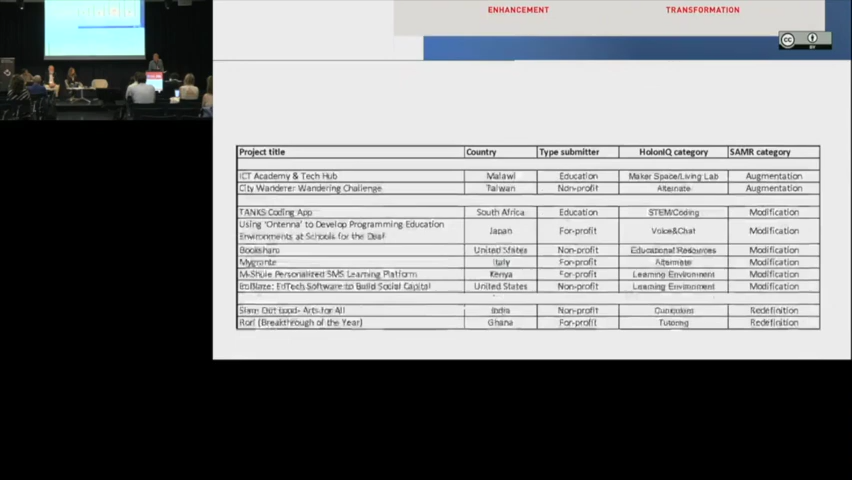 ENHANCEMENT TRANSFORMATION
BY
Project title Country Type submitter HolonIQ category SAMR category
ICT Academy & Tech Hub Malawi Education Maker Space/Living Lab Augmentation
City Wanderer Wandering Challenge Taiwan Non-profit Alternate Augmentation
TANKS Coding App South Africa Education STEM/Coding Modification
Using 'Ontenna' to Develop Programming Education
Environments at Schools for the Deaf Japan For-profit Voice&Chat Modification
Bookshare United States Non-profit Educational Resources Modification
Mygrants Italy For-profit Alternate Modification
M-Shule Personalized SMS Learning Platform Kenya For-profit Learning Environment Modification
EdTech Software to Build Social Capital United States Non-profit Learning Environment Modification
Slam Out Loud- Arts for All India Non-profit Curriculum Redefinition
Rori (Breakthrough of the Year) Ghana For-profit Tutoring Redefinition